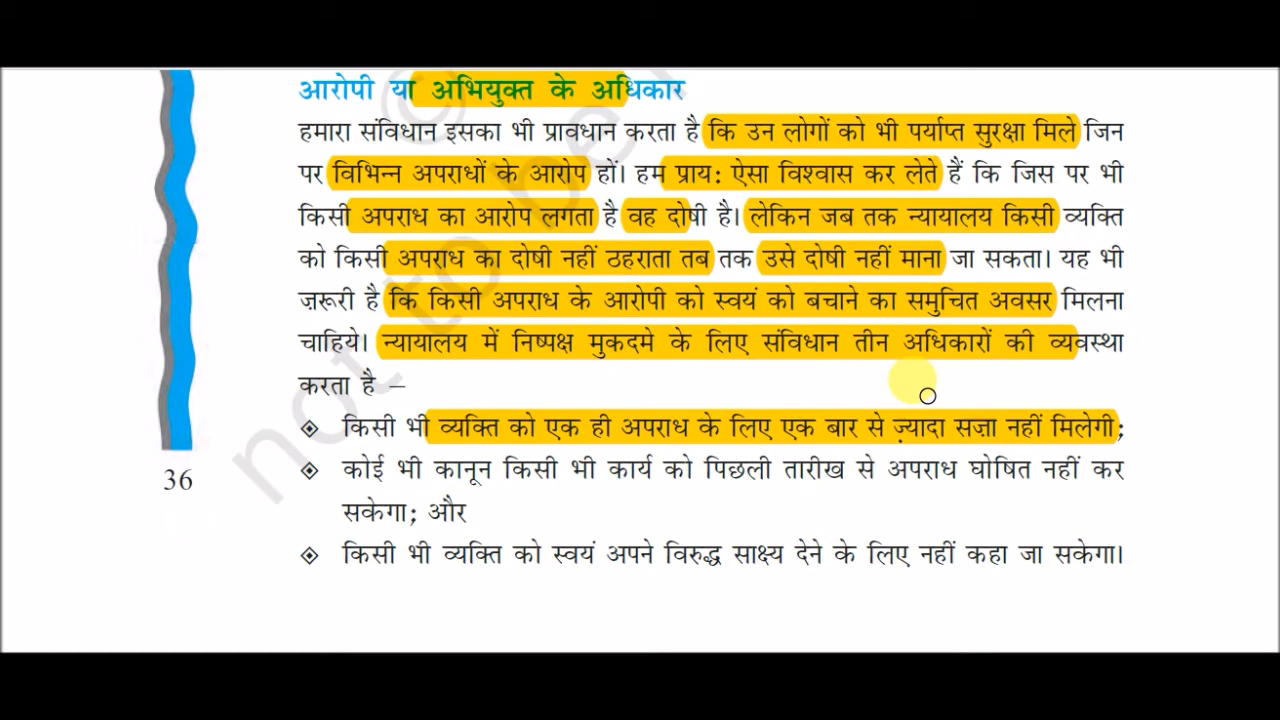 आरोपी या अभियुक्त के अधिकार
हमारा संविधान इसका भी प्रावधान करता है कि उन लोगों को भी पर्याप्त सुरक्षा मिले जिन
पर विभिन्न अपराधों के आरोप हों। हम प्राय: ऐसा विश्वास कर लेते हैं कि जिस पर भी
किसी अपराध का आरोप लगता है वह दोषी है। लेकिन जब तक न्यायालय किसी व्यक्ति
को किसी अपराध का दोषी नहीं ठहराता तब तक उसे दोषी नहीं माना जा सकता। यह भी
ज़रूरी है कि किसी अपराध के आरोपी को स्वयं को बचाने का समुचित अवसर मिलना
चाहिये। न्यायालय में निष्पक्ष मुकदमे के लिए संविधान तीन अधिकारों की व्यवस्था
करता है –
किसी भी व्यक्ति को एक ही अपराध के लिए एक बार से ज़्यादा सज़ा नहीं मिलेगी;
कोई भी कानून किसी भी कार्य को पिछली तारीख से अपराध घोषित नहीं कर
सकेगा; और
किसी भी व्यक्ति को स्वयं अपने विरुद्ध साक्ष्य देने के लिए नहीं कहा जा सकेगा।
36
© not to be